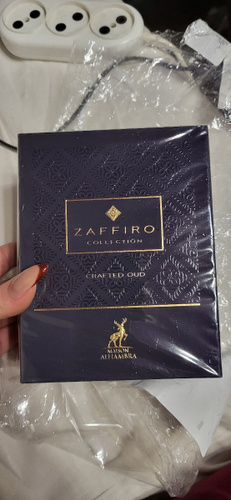 ZAFFIRO
COLLECTION
CRAFTED OUD
MAISON
ALHAMBRA